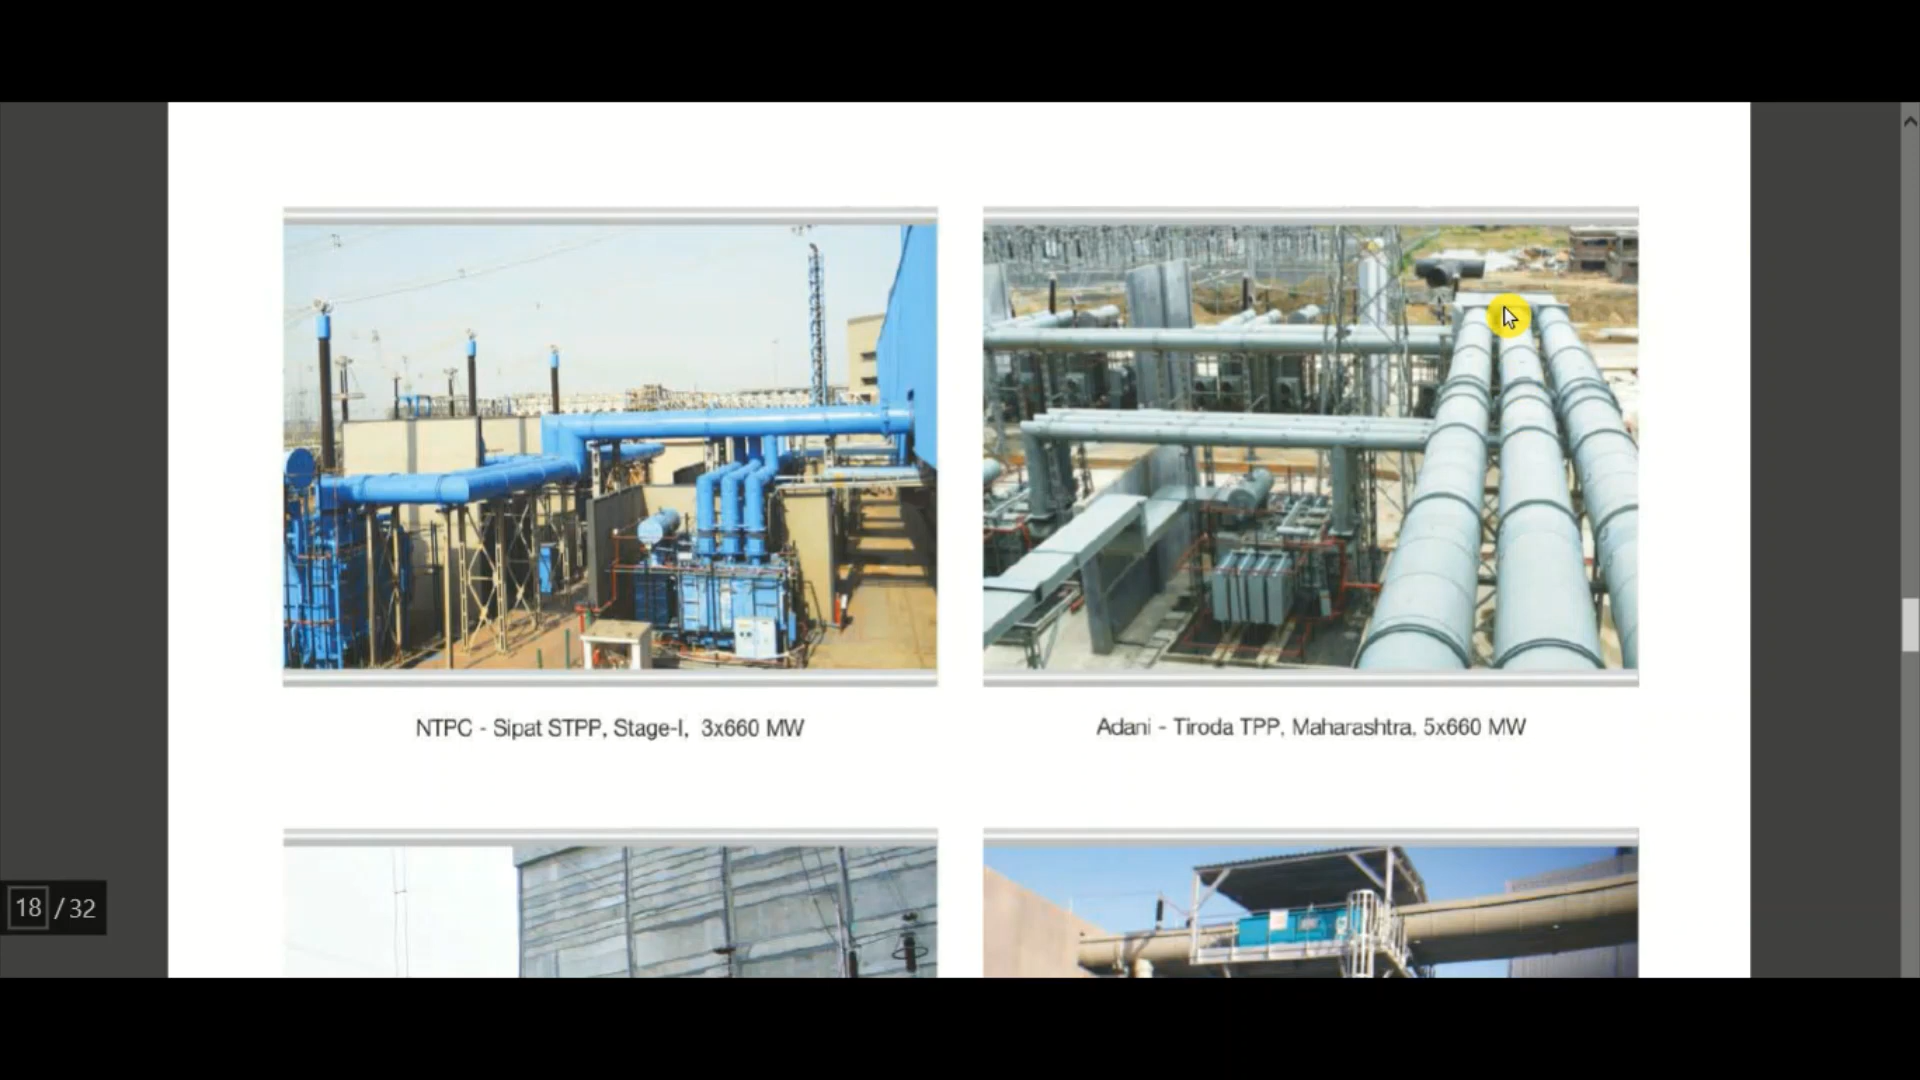 NTPC - Sipat STPP, Stage-I, 3x660 MW
Adani - Tiroda TPP, Maharashtra, 5x660 MW
18 / 32